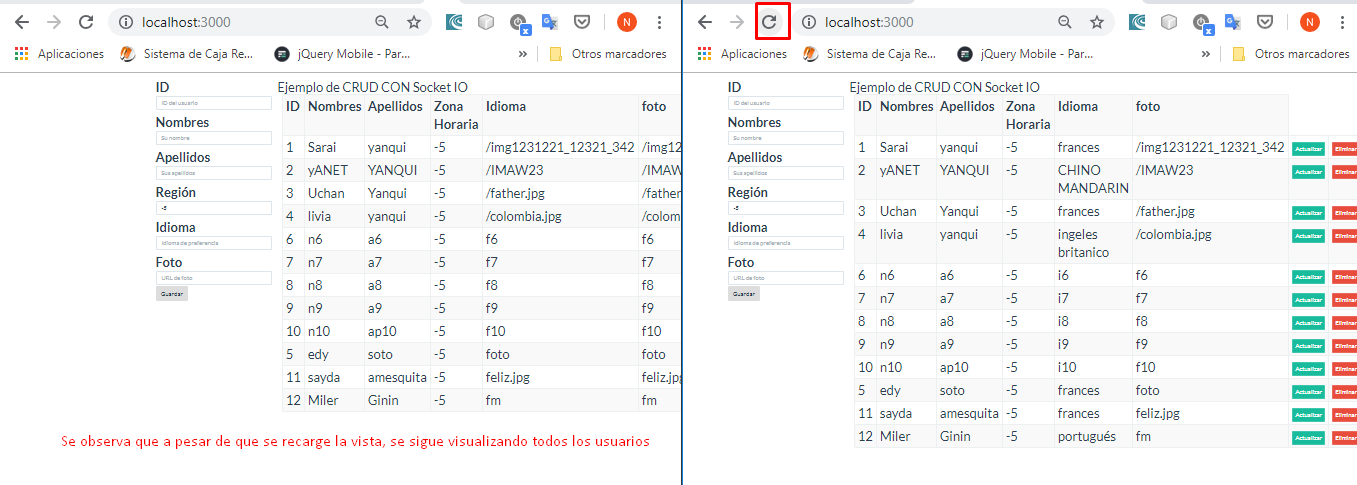 localhost:3000
x
N
Aplicaciones
Sistema de Caja Re...
jQuery Mobile - Par...
»
Otros marcadores
ID
ID del usuario
Nombres
Su nombre
Apellidos
Sus apellidos
Región
-5
Idioma
Idioma de preferencia
Foto
URL de foto
Guardar
Ejemplo de CRUD CON Socket IO
ID Nombres Apellidos Zona Horaria Idioma foto
1 Sarai yanqui -5 /img1231221_12321_342 /img12
2 yANET YANQUI -5 /IMAW23 /IMAW
3 Uchan Yanqui -5 /father.jpg /father
4 livia yanqui -5 /colombia.jpg /colom
6 n6 a6 -5 f6 f6
7 n7 a7 -5 f7 f7
8 n8 a8 -5 f8 f8
9 n9 a9 -5 f9 f9
10 n10 ap10 -5 f10 f10
5 edy soto -5 foto foto
11 sayda amesquita -5 feliz.jpg feliz.jp
12 Miler Ginin -5 fm fm
Se observa que a pesar de que se recarge la vista, se sigue visualizando todos los usuarios
localhost:3000
x
N
Aplicaciones
Sistema de Caja Re...
jQuery Mobile - Par...
»
Otros marcadores
ID
ID del usuario
Nombres
Su nombre
Apellidos
Sus apellidos
Región
-5
Idioma
Idioma de preferencia
Foto
URL de foto
Guardar
Ejemplo de CRUD CON Socket IO
ID Nombres Apellidos Zona Horaria Idioma foto
1 Sarai yanqui -5 frances /img1231221_12321_342 Actualizar Eliminar
2 yANET YANQUI -5 CHINO MANDARIN /IMAW23 Actualizar Eliminar
3 Uchan Yanqui -5 frances /father.jpg Actualizar Eliminar
4 livia yanqui -5 ingeles britanico /colombia.jpg Actualizar Eliminar
6 n6 a6 -5 i6 f6 Actualizar Eliminar
7 n7 a7 -5 i7 f7 Actualizar Eliminar
8 n8 a8 -5 i8 f8 Actualizar Eliminar
9 n9 a9 -5 i9 f9 Actualizar Eliminar
10 n10 ap10 -5 i10 f10 Actualizar Eliminar
5 edy soto -5 frances foto Actualizar Eliminar
11 sayda amesquita -5 frances feliz.jpg Actualizar Eliminar
12 Miler Ginin -5 portugués fm Actualizar Eliminar